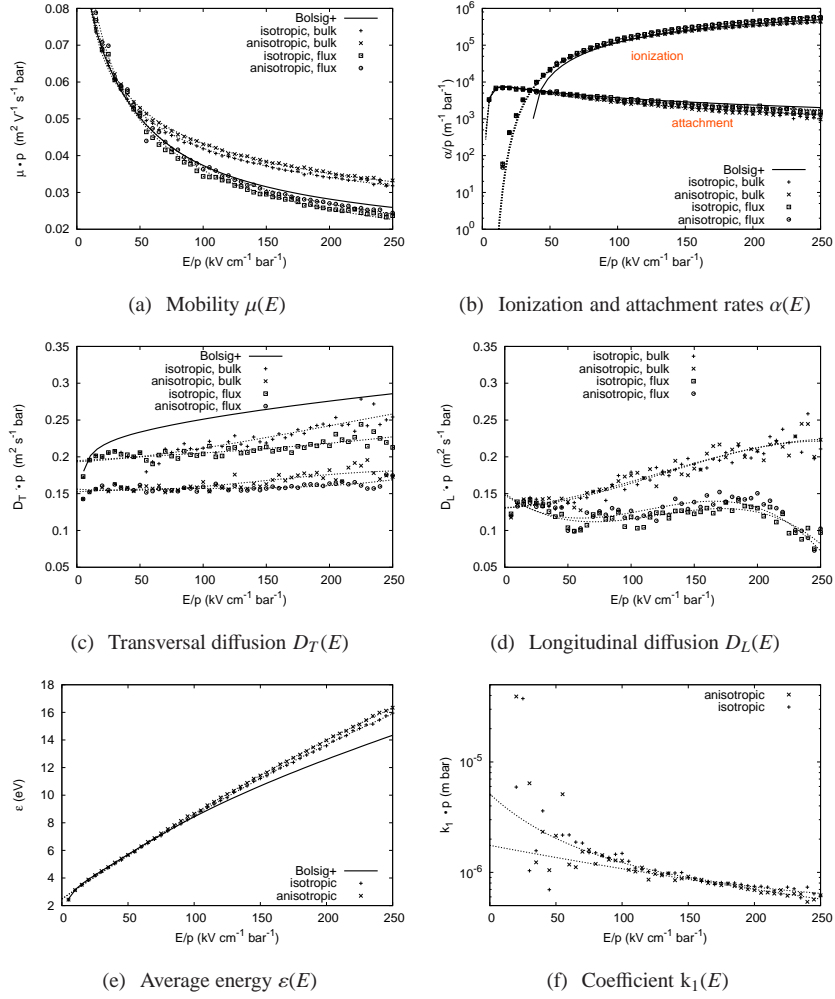 0.08
0.07
0.06
0.05
0.04
0.03
0.02
0 50 100 150 200 250
μ • p (m² V⁻¹ s⁻¹ bar)
E/p (kV cm⁻¹ bar⁻¹)
Bolsig+
isotropic, bulk
anisotropic, bulk
isotropic, flux
anisotropic, flux
(a) Mobility μ(E)
10⁶
10⁵
10⁴
10³
10²
10¹
10⁰
0 50 100 150 200 250
α/p (m⁻¹ bar⁻¹)
E/p (kV cm⁻¹ bar⁻¹)
ionization
attachment
Bolsig+
isotropic, bulk
anisotropic, bulk
isotropic, flux
anisotropic, flux
(b) Ionization and attachment rates α(E)
0.35
0.3
0.25
0.2
0.15
0.1
0.05
0 50 100 150 200 250
D_T • p (m² s⁻¹ bar)
E/p (kV cm⁻¹ bar⁻¹)
Bolsig+
isotropic, bulk
anisotropic, bulk
isotropic, flux
anisotropic, flux
(c) Transversal diffusion D_T(E)
0.35
0.3
0.25
0.2
0.15
0.1
0.05
0 50 100 150 200 250
D_L • p (m² s⁻¹ bar)
E/p (kV cm⁻¹ bar⁻¹)
isotropic, bulk
anisotropic, bulk
isotropic, flux
anisotropic, flux
(d) Longitudinal diffusion D_L(E)
18
16
14
12
10
8
6
4
2
0 50 100 150 200 250
ε (eV)
E/p (kV cm⁻¹ bar⁻¹)
Bolsig+
isotropic
anisotropic
(e) Average energy ε(E)
10⁻⁵
10⁻⁶
0 50 100 150 200 250
k₁ • p (m bar)
E/p (kV cm⁻¹ bar⁻¹)
anisotropic
isotropic
(f) Coefficient k₁(E)